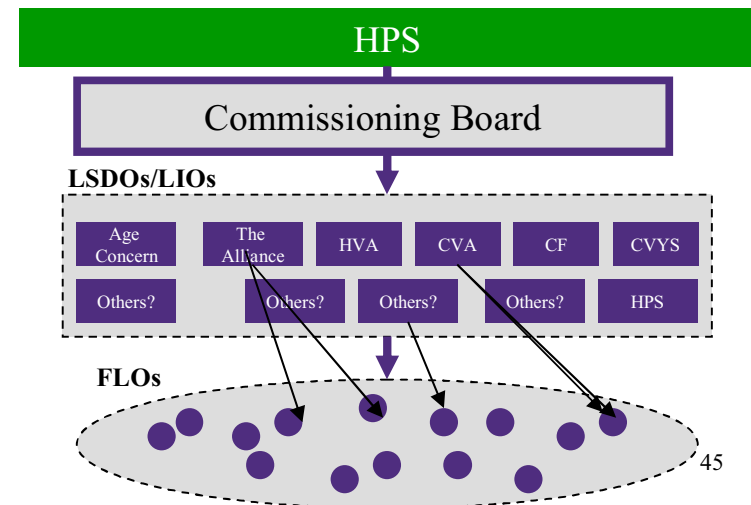 HPS
Commissioning Board
LSDOs/LIOs
Age
Concern
The
Alliance
HVA
CVA
CF
CVYS
Others?
Others?
Others?
Others?
HPS
FLOs
45